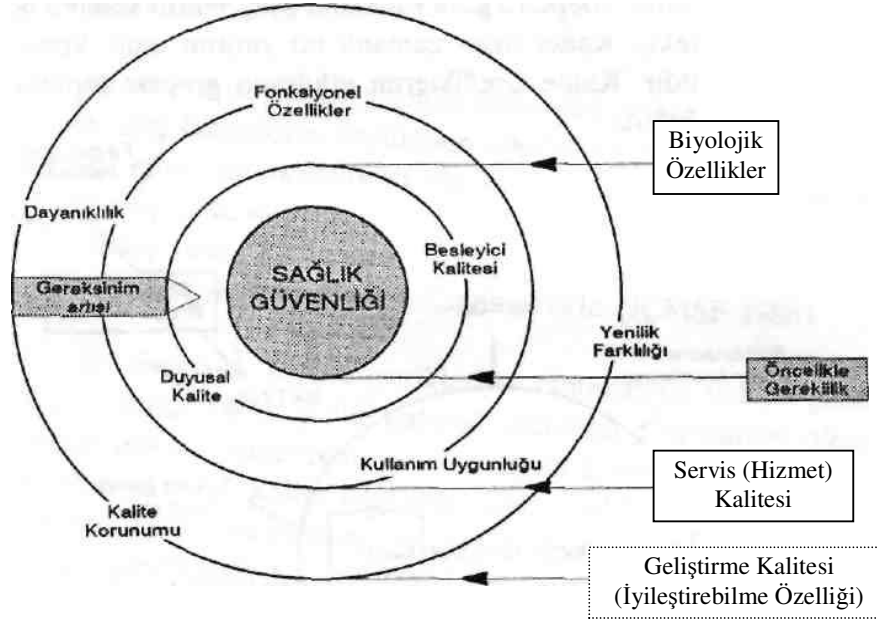 Fonksiyonel
Özellikler
Biyolojik
Özellikler
Dayanıklılık
Besleyici
Kalitesi
SAĞLIK
GÜVENLİĞİ
Gereksinim
artışı
Yenilik
Farklılığı
Duyusal
Kalite
Öncelikle
Gereklilik
Kullanım Uygunluğu
Servis (Hizmet)
Kalitesi
Kalite
Korunumu
Geliştirme Kalitesi
(İyileştirebilme Özelliği)